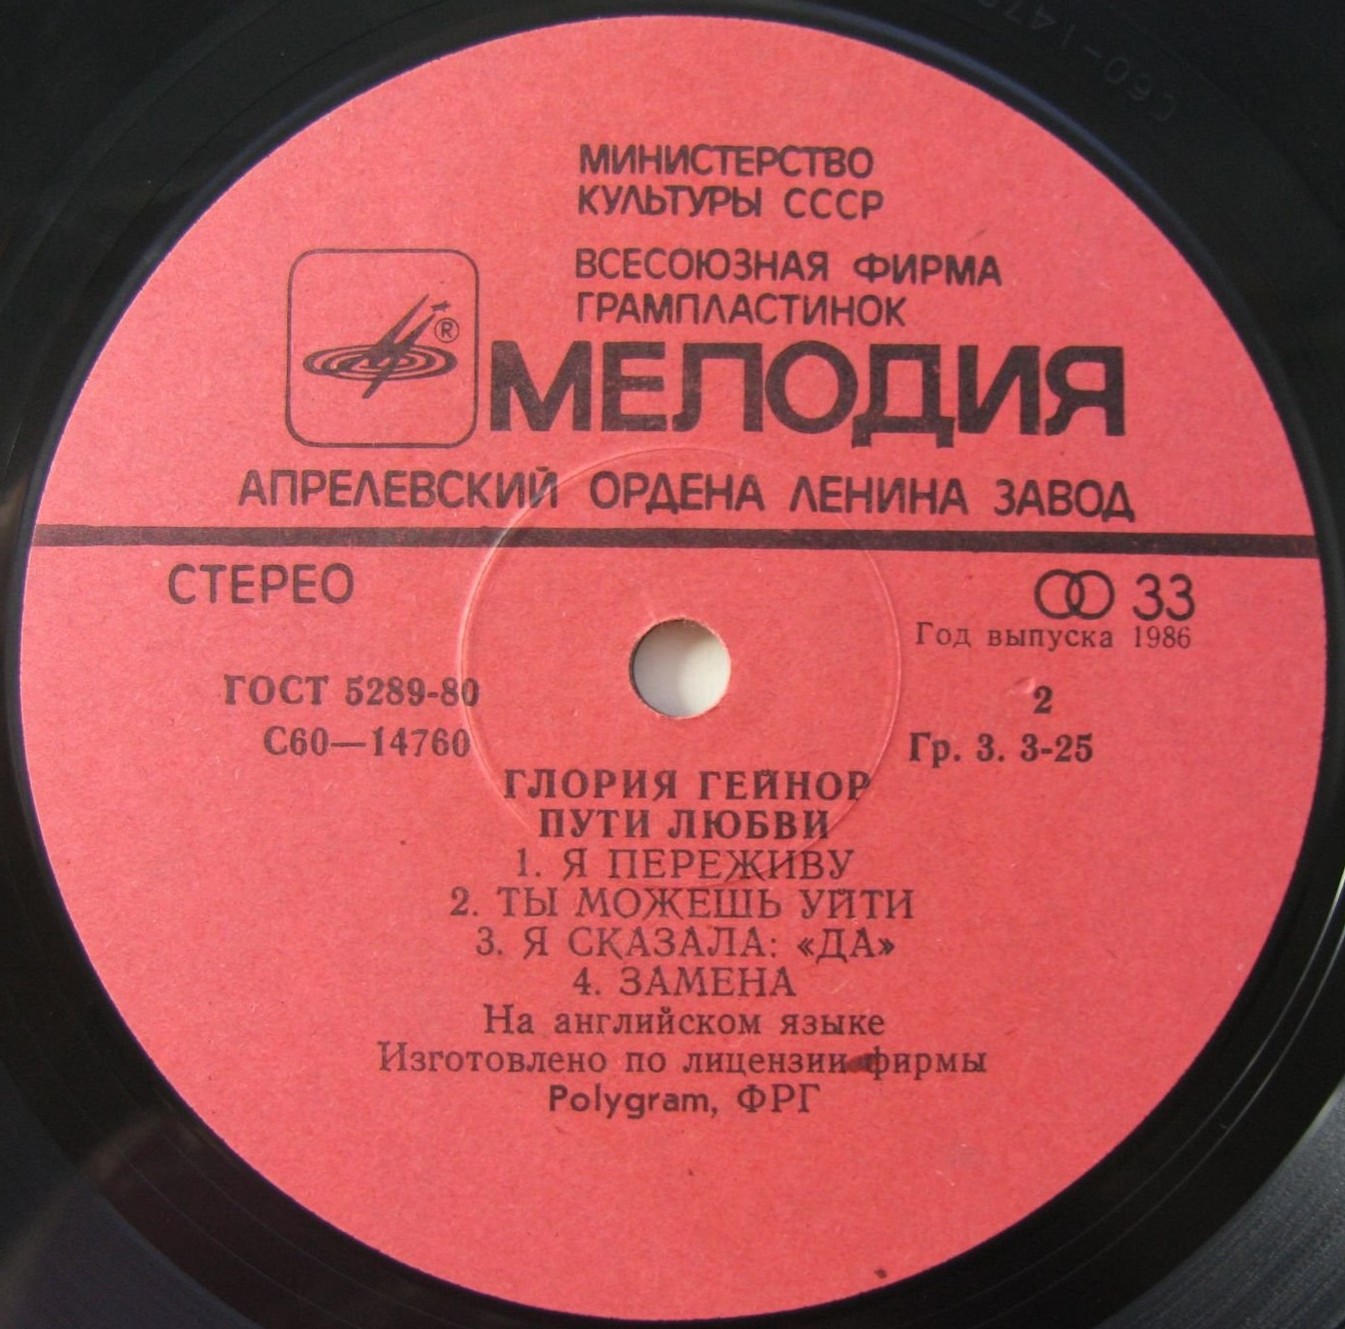 МИНИСТЕРСТВО
КУЛЬТУРЫ СССР
ВСЕСОЮЗНАЯ ФИРМА
ГРАМПЛАСТИНОК
®
МЕЛОДИЯ
АПРЕЛЕВСКИЙ ОРДЕНА ЛЕНИНА ЗАВОД
СТЕРЕО
33
Год выпуска 1986
ГОСТ 5289-80
2
С60—14760
Гр. 3. 3-25
ГЛОРИЯ ГЕЙНОР
ПУТИ ЛЮБВИ
1. Я ПЕРЕЖИВУ
2. ТЫ МОЖЕШЬ УЙТИ
3. Я СКАЗАЛА: «ДА»
4. ЗАМЕНА
На английском языке
Изготовлено по лицензии фирмы
Polygram, ФРГ